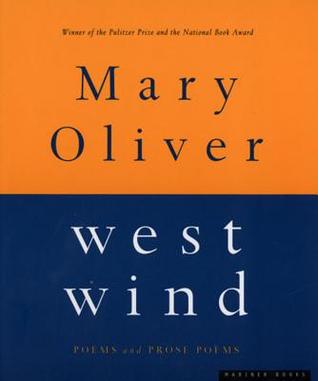 Winner of the Pulitzer Prize and the National Book Award
Mary
Oliver
west
wind
POEMS and PROSE POEMS
MARINER BOOKS